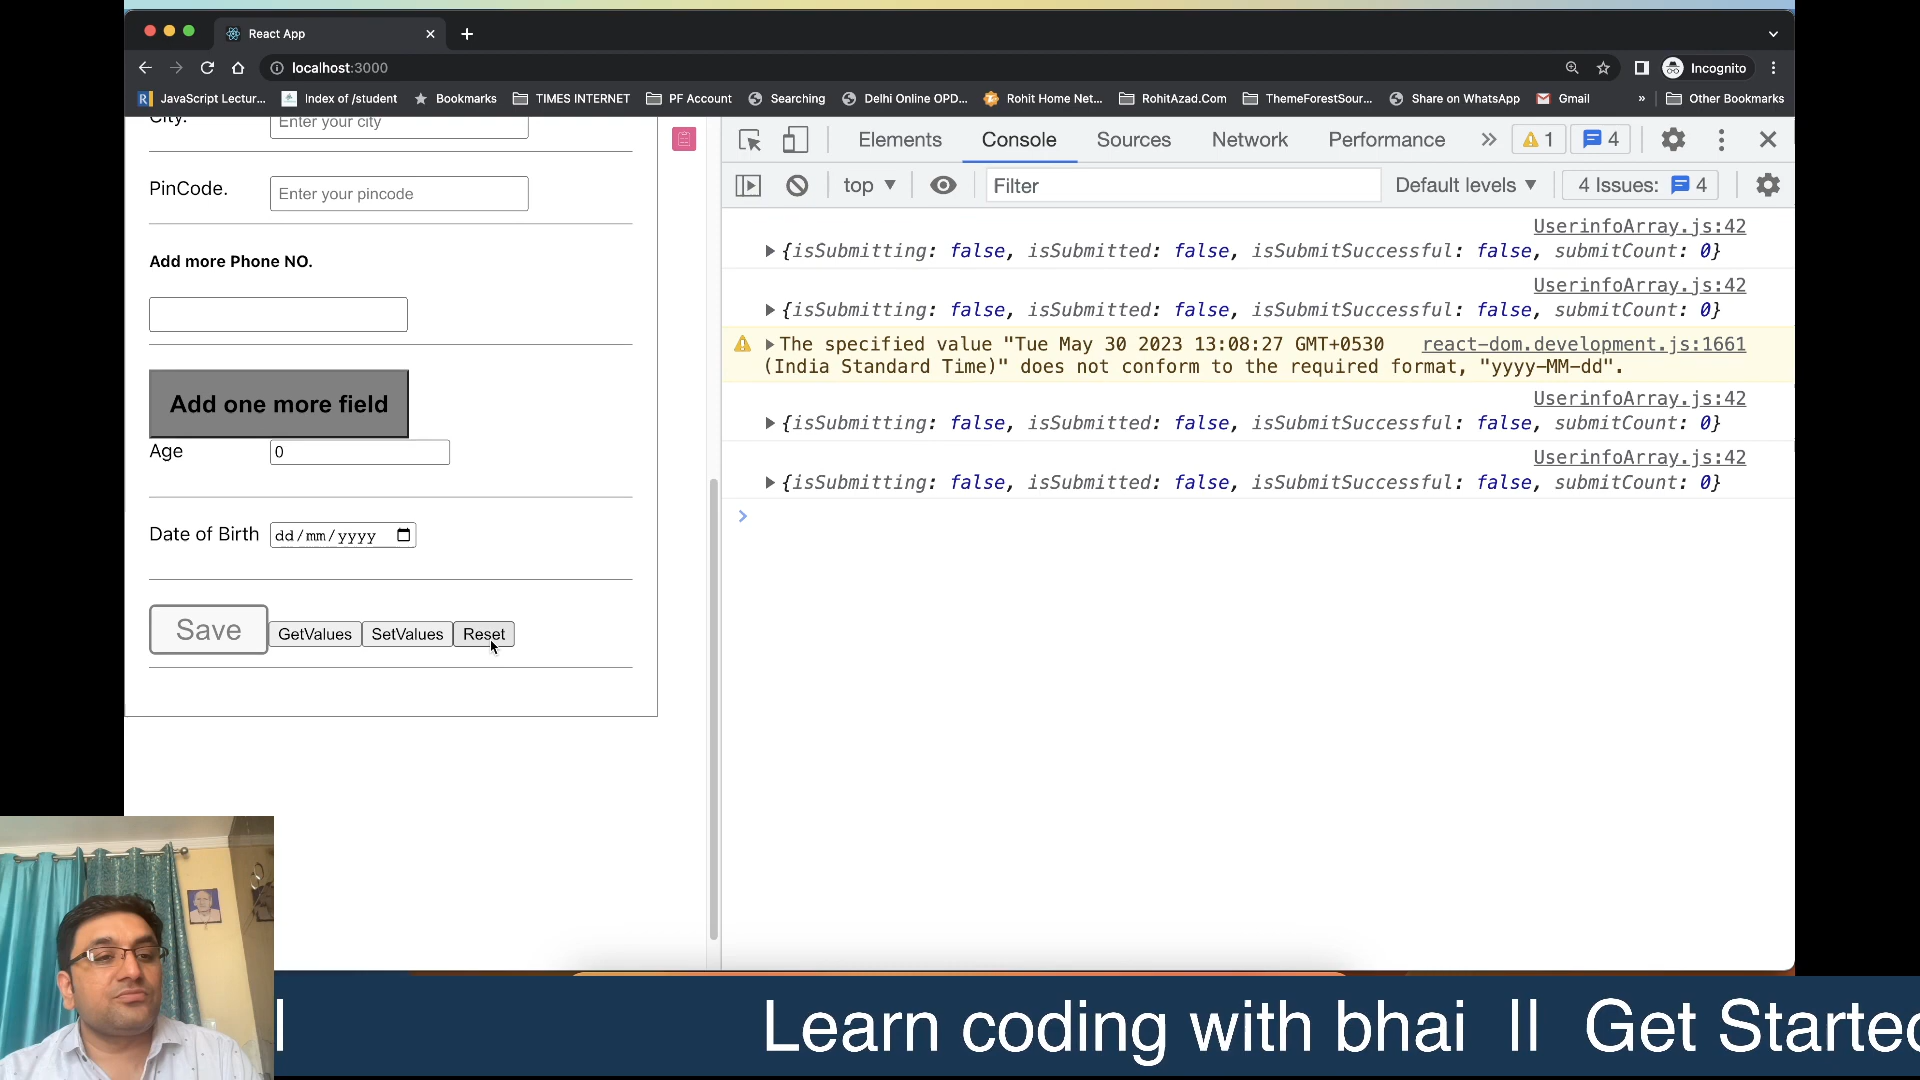 React App
localhost:3000
Incognito
JavaScript Lectur...
Index of /student
Bookmarks
TIMES INTERNET
PF Account
Searching
Delhi Online OPD...
Rohit Home Net...
RohitAzad.Com
ThemeForestSour...
Share on WhatsApp
Gmail
»
Other Bookmarks
City.
Enter your city
PinCode.
Enter your pincode
Add more Phone NO.
Add one more field
Age
0
Date of Birth
dd/mm/yyyy
Save
GetValues
SetValues
Reset
Elements
Console
Sources
Network
Performance
»
1
4
top
Filter
Default levels
4 Issues:
4
UserinfoArray.js:42
{isSubmitting: false, isSubmitted: false, isSubmitSuccessful: false, submitCount: 0}
UserinfoArray.js:42
{isSubmitting: false, isSubmitted: false, isSubmitSuccessful: false, submitCount: 0}
The specified value "Tue May 30 2023 13:08:27 GMT+0530 react-dom.development.js:1661
(India Standard Time)" does not conform to the required format, "yyyy-MM-dd".
UserinfoArray.js:42
{isSubmitting: false, isSubmitted: false, isSubmitSuccessful: false, submitCount: 0}
UserinfoArray.js:42
{isSubmitting: false, isSubmitted: false, isSubmitSuccessful: false, submitCount: 0}
Learn coding with bhai || Get Started